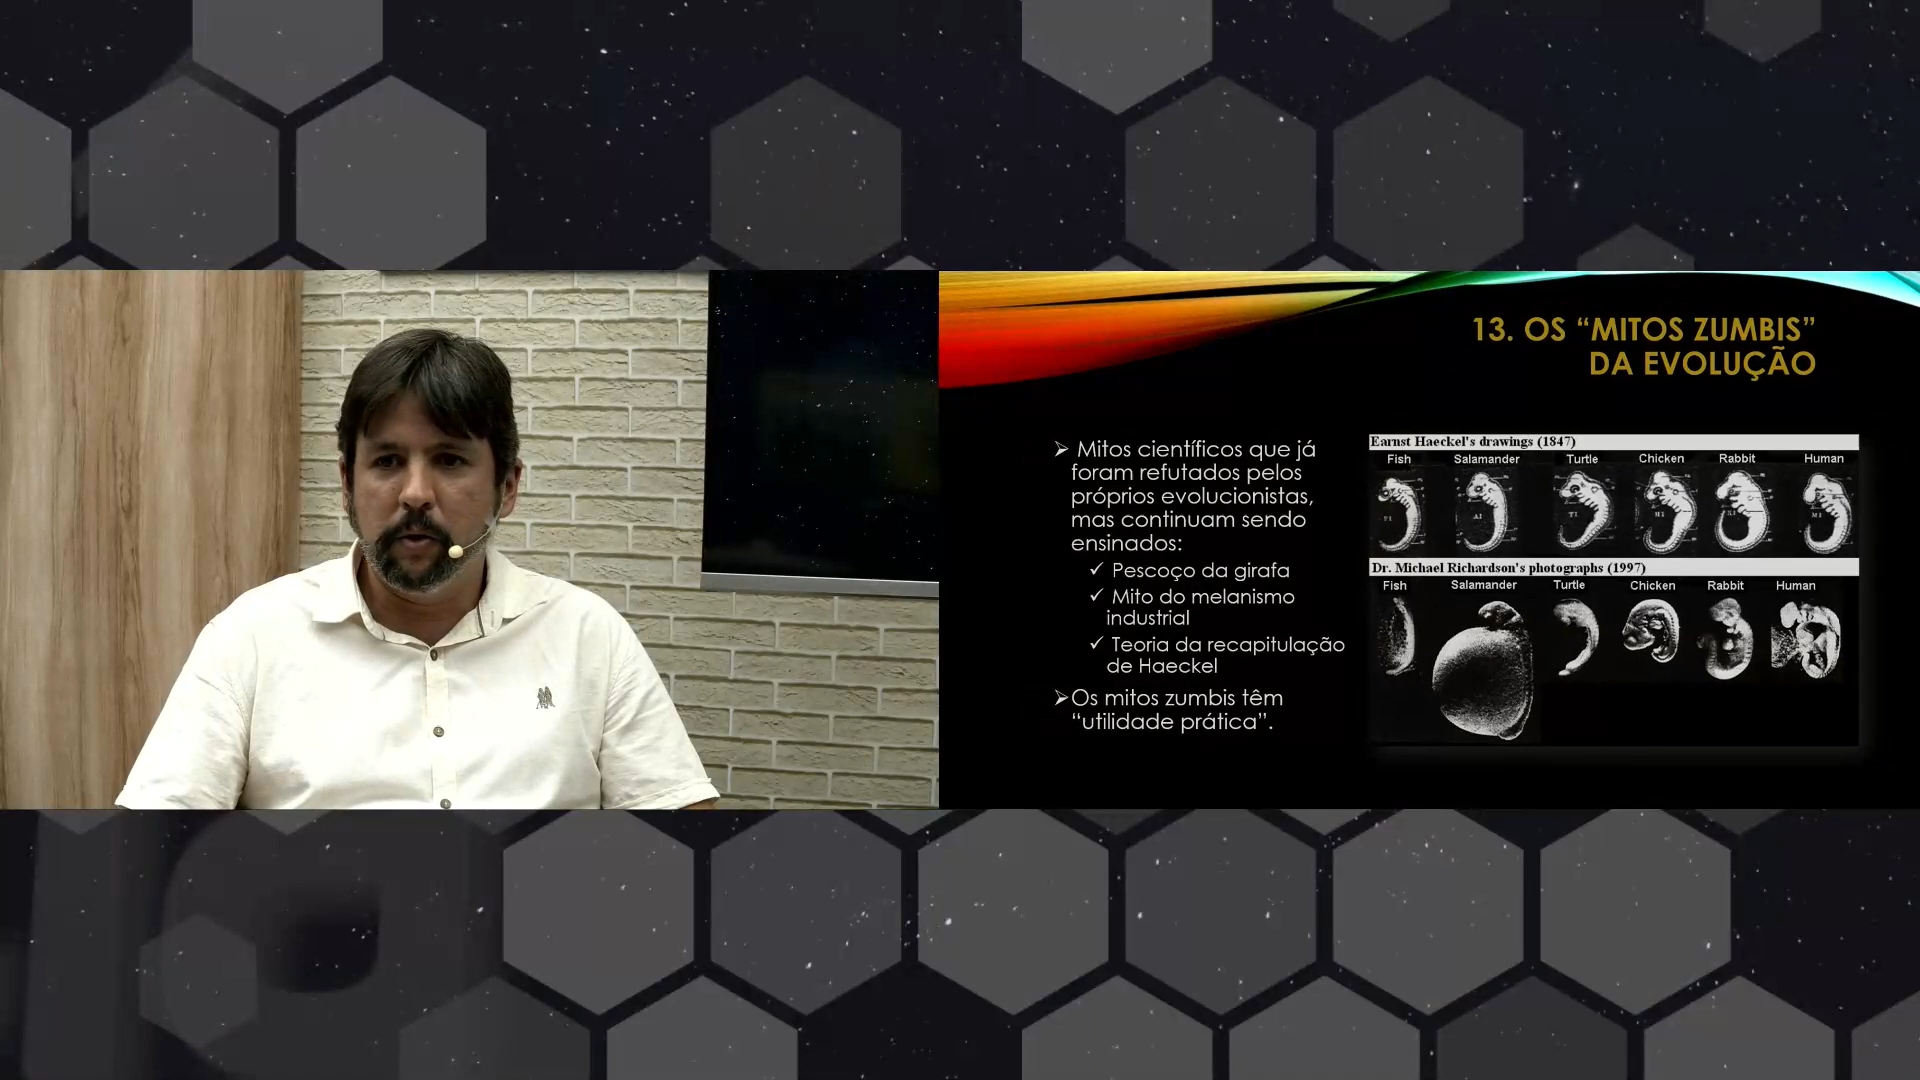 13. OS “MITOS ZUMBIS”
DA EVOLUÇÃO
➢ Mitos científicos que já
foram refutados pelos
próprios evolucionistas,
mas continuam sendo
ensinados:
✓ Pescoço da girafa
✓ Mito do melanismo
industrial
✓ Teoria da recapitulação
de Haeckel
➢Os mitos zumbis têm
“utilidade prática”.
Earnst Haeckel's drawings (1847)
Fish Salamander Turtle Chicken Rabbit Human
Dr. Michael Richardson's photographs (1997)
Fish Salamander Turtle Chicken Rabbit Human